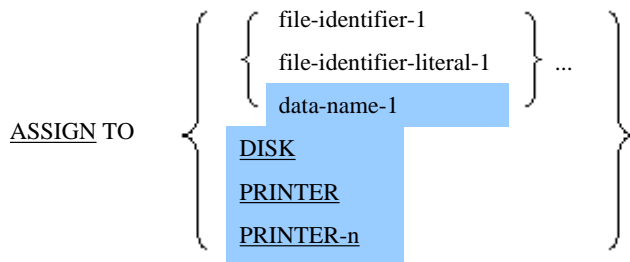 file-identifier-1
file-identifier-literal-1
...
data-name-1
ASSIGN TO
DISK
PRINTER
PRINTER-n